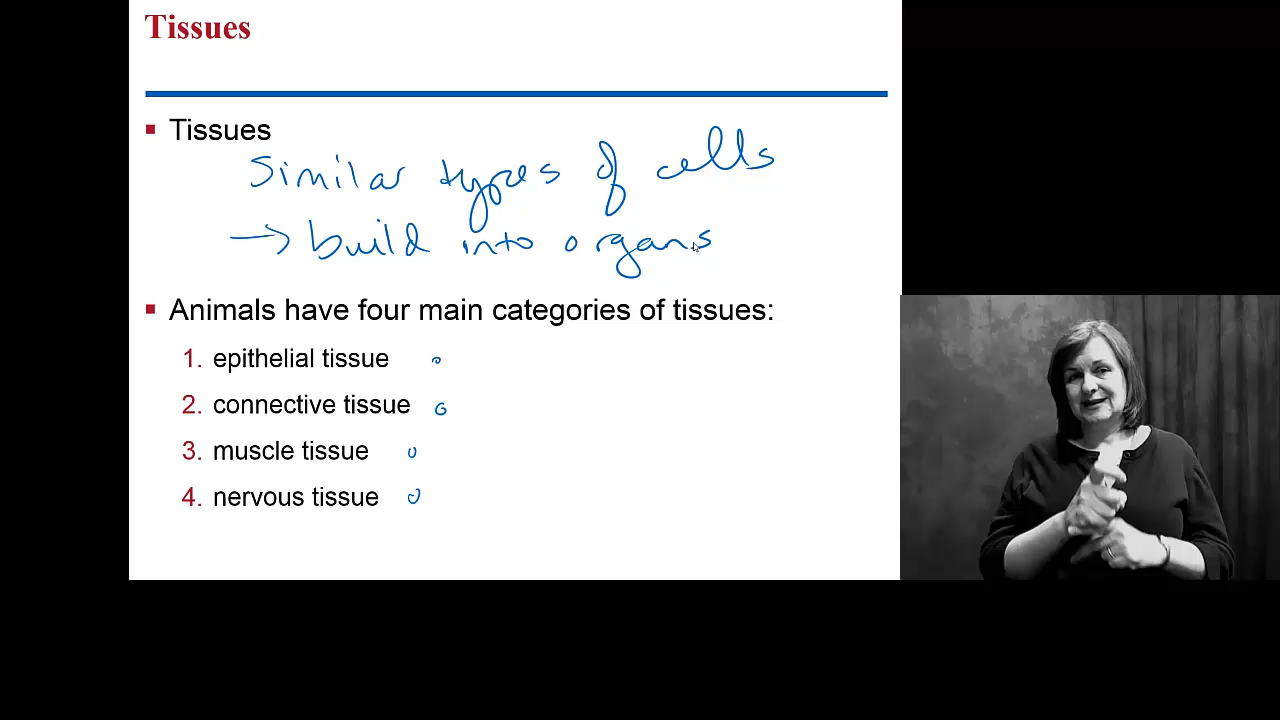 Tissues
▪ Tissues
Similar types of cells
→ build into organs
▪ Animals have four main categories of tissues:
1. epithelial tissue
2. connective tissue
3. muscle tissue
4. nervous tissue